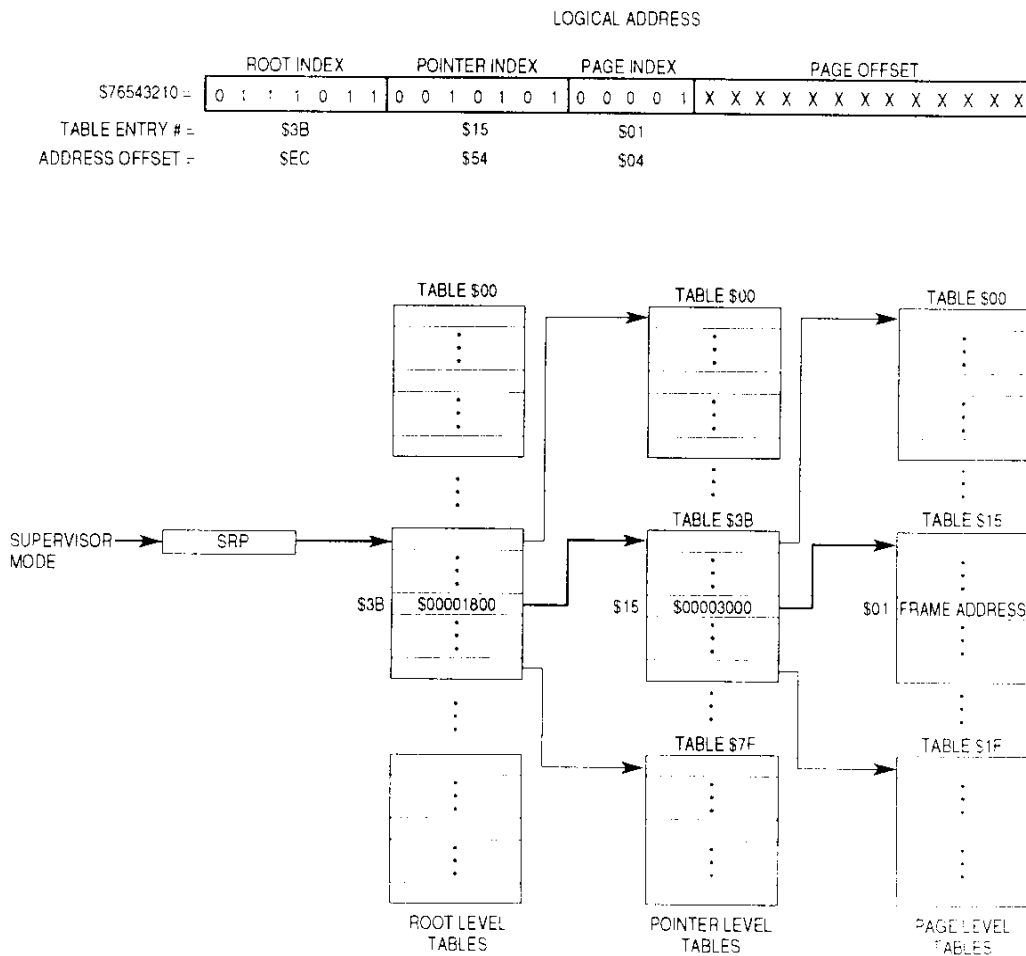 LOGICAL ADDRESS
ROOT INDEX POINTER INDEX PAGE INDEX PAGE OFFSET
$76543210 = 0 1 1 1 0 1 1 0 0 1 0 1 0 1 0 0 0 0 1 X X X X X X X X X X X X X
TABLE ENTRY # = $3B $15 $01
ADDRESS OFFSET = $EC $54 $04
TABLE $00 TABLE $00 TABLE $00
TABLE $3B TABLE $15
SUPERVISOR
MODE
SRP
$3B $00001800 $15 $00003000 $01 FRAME ADDRESS
TABLE $7F TABLE $1F
ROOT LEVEL
TABLES
POINTER LEVEL
TABLES
PAGE LEVEL
TABLES